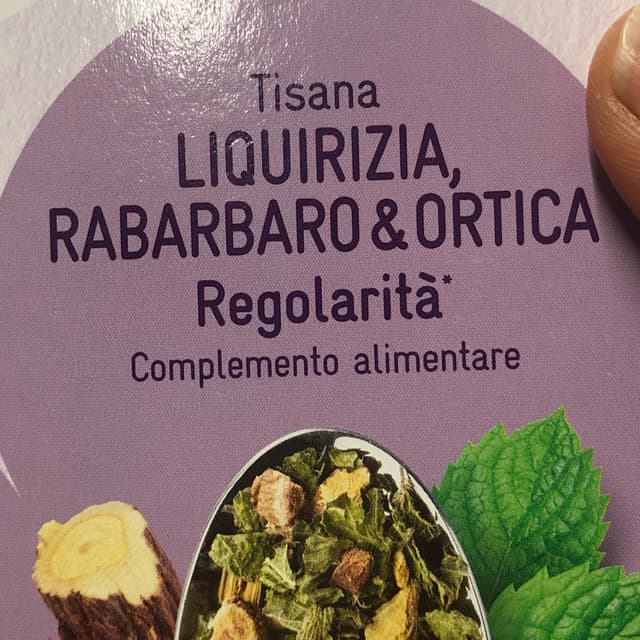 Tisana
LIQUIRIZIA,
RABARBARO & ORTICA
Regolarità*
Complemento alimentare